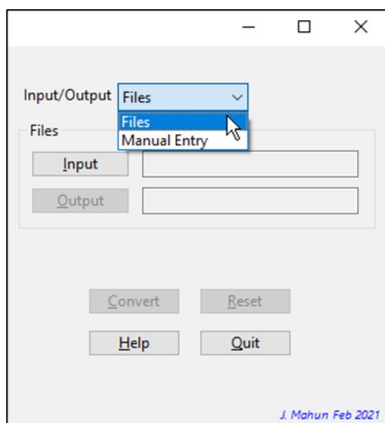 Input/Output Files
Files
Manual Entry
Files
Input
Output
Convert Reset
Help Quit
J. Mahun Feb 2021